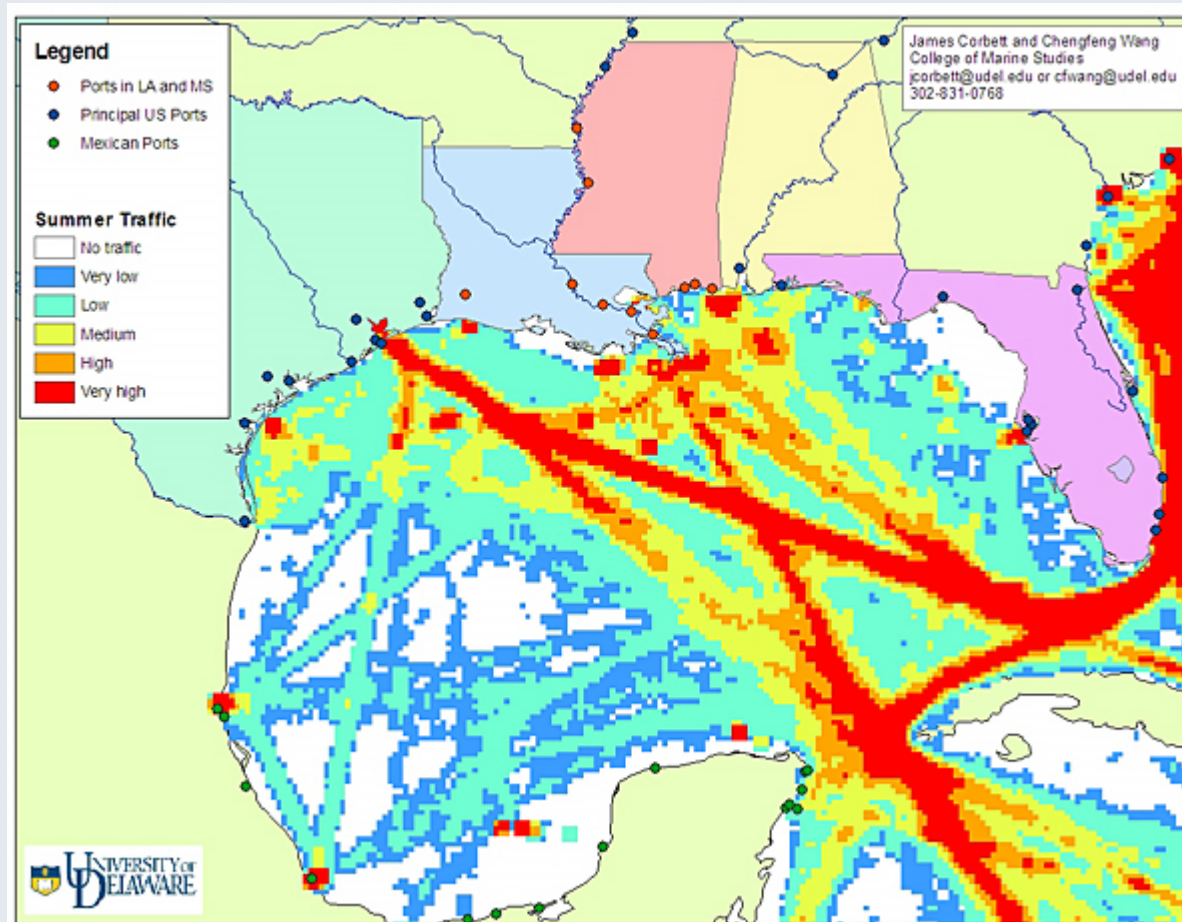 Legend
Ports in LA and MS
Principal US Ports
Mexican Ports
Summer Traffic
No traffic
Very low
Low
Medium
High
Very high
James Corbett and Chengfeng Wang
College of Marine Studies
jcorbett@udel.edu or cfwang@udel.edu
302-831-0768
UNIVERSITY OF
DELAWARE